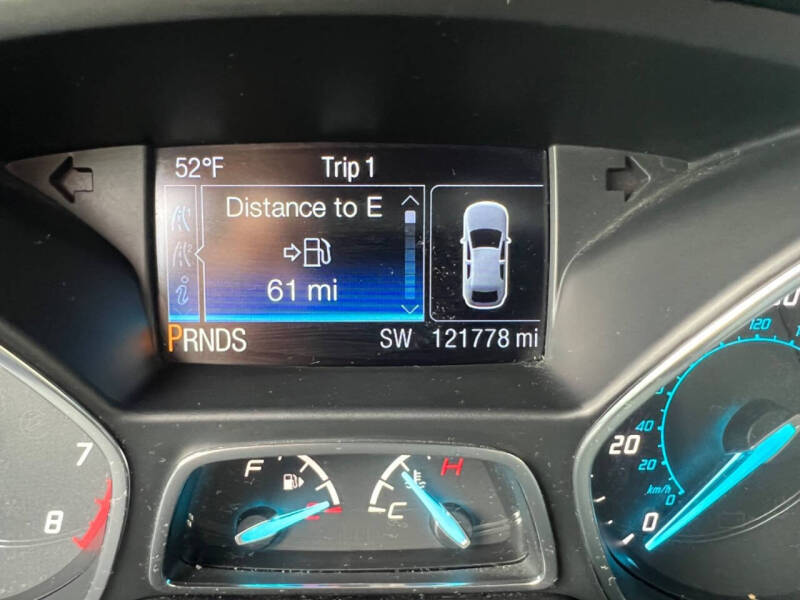 52°F Trip 1
Distance to E
61 mi
PRNDS SW 121778 mi
7
8
F
H
C
20
0
120
40
20
km/h
0